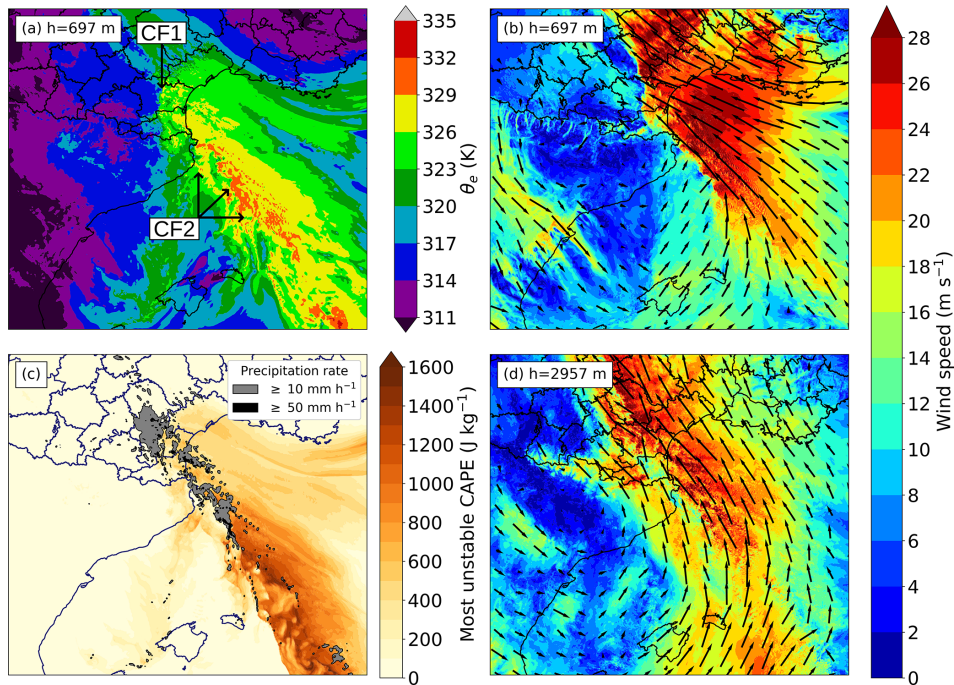 (a) h=697 m
CF1
CF2
335
332
329
326
323
320
317
314
311
θe (K)
(b) h=697 m
28
26
24
22
20
18
16
14
12
10
8
6
4
2
0
Wind speed (m s⁻¹)
(c)
Precipitation rate
≥ 10 mm h⁻¹
≥ 50 mm h⁻¹
1600
1400
1200
1000
800
600
400
200
0
Most unstable CAPE (J kg⁻¹)
(d) h=2957 m